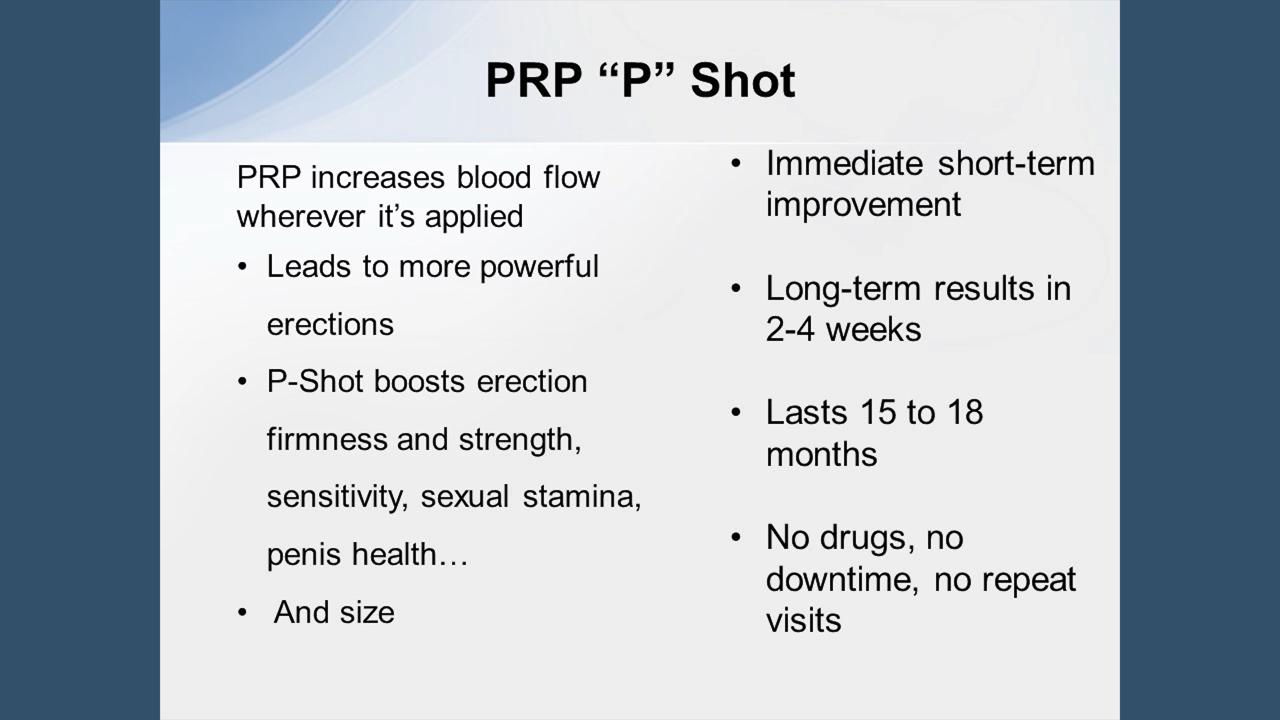 PRP “P” Shot
PRP increases blood flow
wherever it’s applied
• Leads to more powerful
erections
• P-Shot boosts erection
firmness and strength,
sensitivity, sexual stamina,
penis health…
• And size
• Immediate short-term
improvement
• Long-term results in
2-4 weeks
• Lasts 15 to 18
months
• No drugs, no
downtime, no repeat
visits